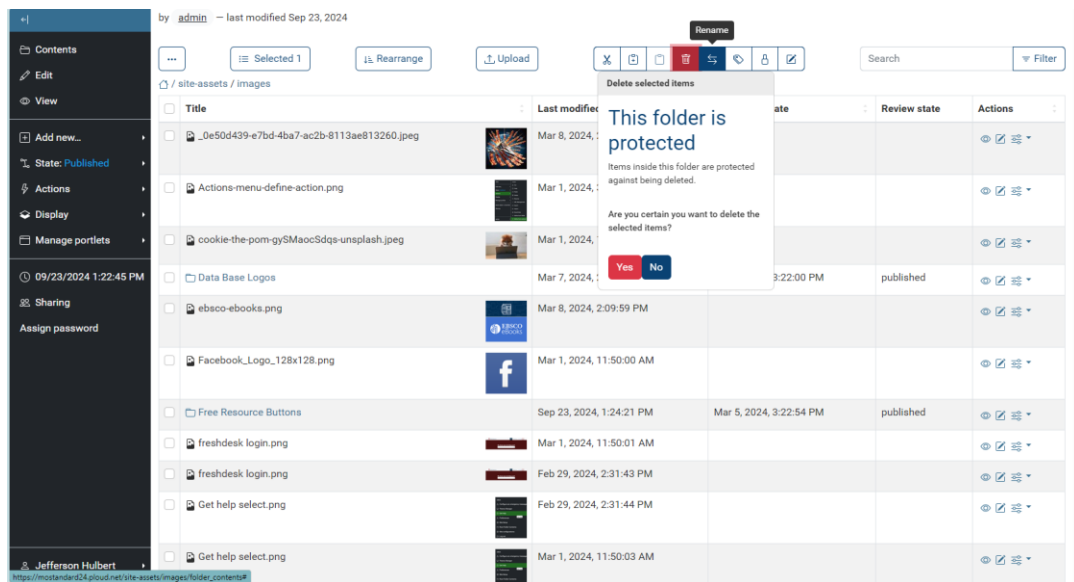 by admin — last modified Sep 23, 2024
Rename
Contents
Edit
View
Add new...
State: Published
Actions
Display
Manage portlets
09/23/2024 1:22:45 PM
Sharing
Assign password
Jefferson Hulbert
https://mostandard24.ploud.net/site-assets/images/folder_contents#
... Selected 1 Rearrange Upload Search Filter
/ site-assets / images
Delete selected items
This folder is
protected
Items inside this folder are protected
against being deleted.
Are you certain you want to delete the
selected items?
Yes No
Title Last modified ate Review state Actions
_0e50d439-e7bd-4ba7-ac2b-8113ae813260.jpeg Mar 8, 2024,
Actions-menu-define-action.png Mar 1, 2024,
cookie-the-pom-gySMaocSdqs-unsplash.jpeg Mar 1, 2024,
Data Base Logos Mar 7, 2024, 3:22:00 PM published
ebsco-ebooks.png Mar 8, 2024, 2:09:59 PM
EBSCO
Facebook_Logo_128x128.png Mar 1, 2024, 11:50:00 AM
f
Free Resource Buttons Sep 23, 2024, 1:24:21 PM Mar 5, 2024, 3:22:54 PM published
freshdesk login.png Mar 1, 2024, 11:50:01 AM
freshdesk login.png Feb 29, 2024, 2:31:43 PM
Get help select.png Feb 29, 2024, 2:31:44 PM
Get help select.png Mar 1, 2024, 11:50:03 AM